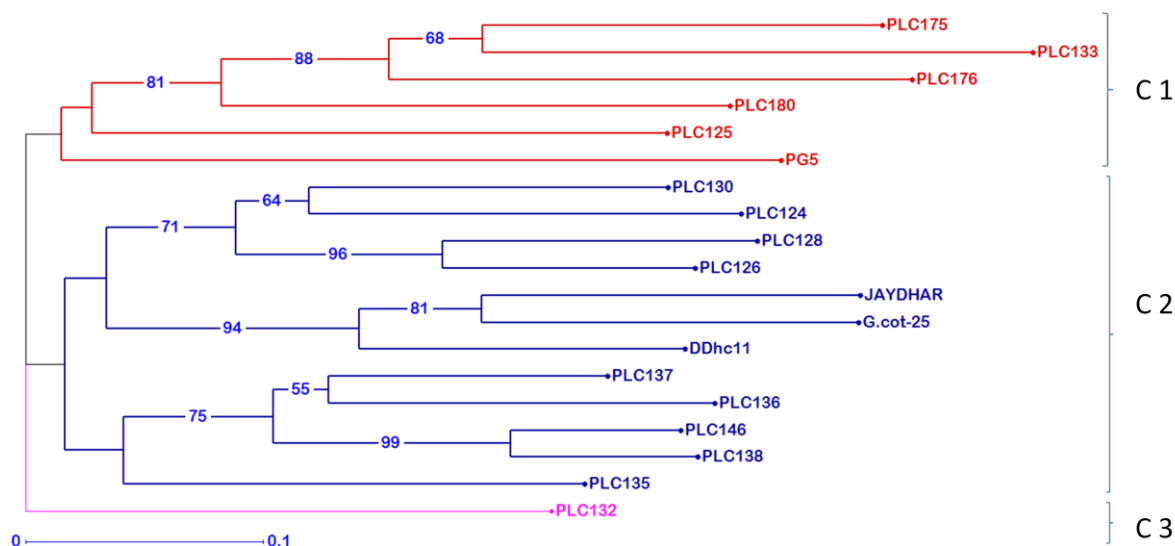 PLC175
68
PLC133
88
PLC176
81
C 1
PLC180
PLC125
PG5
PLC130
64
PLC124
71
PLC128
96
PLC126
JAYDHAR
81
C 2
G.cot-25
94
DDhc11
PLC137
55
PLC136
75
PLC146
99
PLC138
PLC135
PLC132
C 3
0 0.1